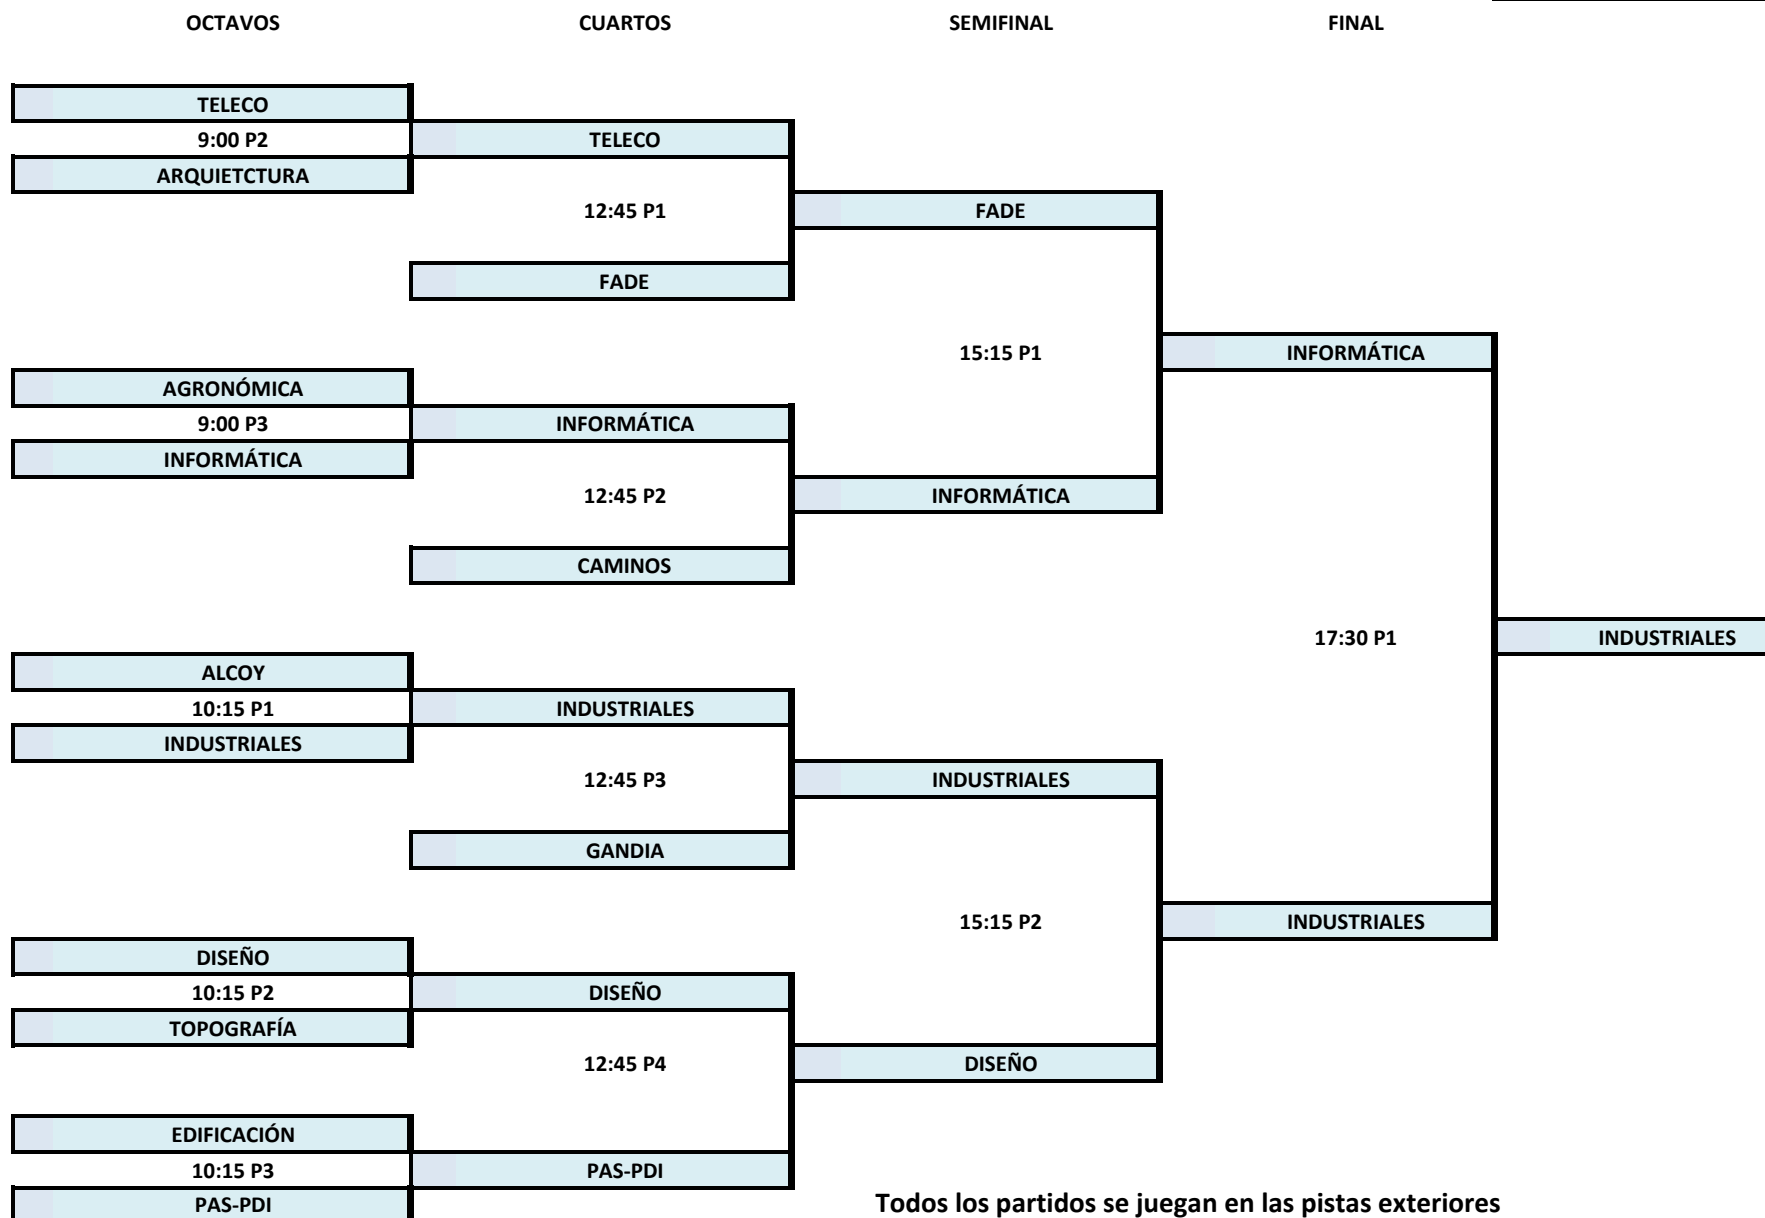 OCTAVOS CUARTOS SEMIFINAL FINAL
TELECO
9:00 P2 TELECO
ARQUIETCTURA
12:45 P1 FADE
FADE
15:15 P1 INFORMÁTICA
AGRONÓMICA
9:00 P3 INFORMÁTICA
INFORMÁTICA
12:45 P2 INFORMÁTICA
CAMINOS
17:30 P1 INDUSTRIALES
ALCOY
10:15 P1 INDUSTRIALES
INDUSTRIALES
12:45 P3 INDUSTRIALES
GANDIA
15:15 P2 INDUSTRIALES
DISEÑO
10:15 P2 DISEÑO
TOPOGRAFÍA
12:45 P4 DISEÑO
EDIFICACIÓN
10:15 P3 PAS-PDI
PAS-PDI Todos los partidos se juegan en las pistas exteriores